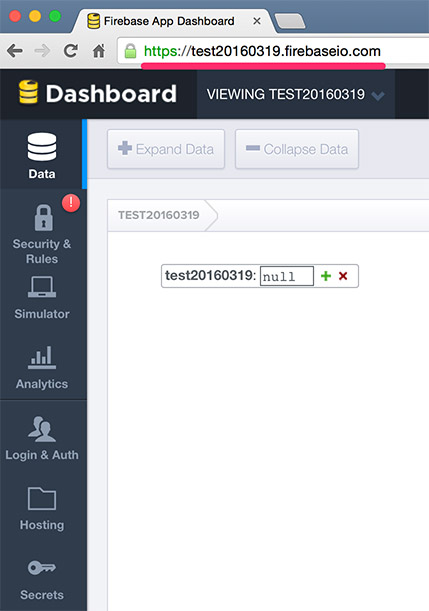 Firebase App Dashboard
https://test20160319.firebaseio.com
Dashboard
VIEWING TEST20160319
Data
Expand Data
Collapse Data
Security &
Rules
TEST20160319
test20160319: null
Simulator
Analytics
Login & Auth
Hosting
Secrets